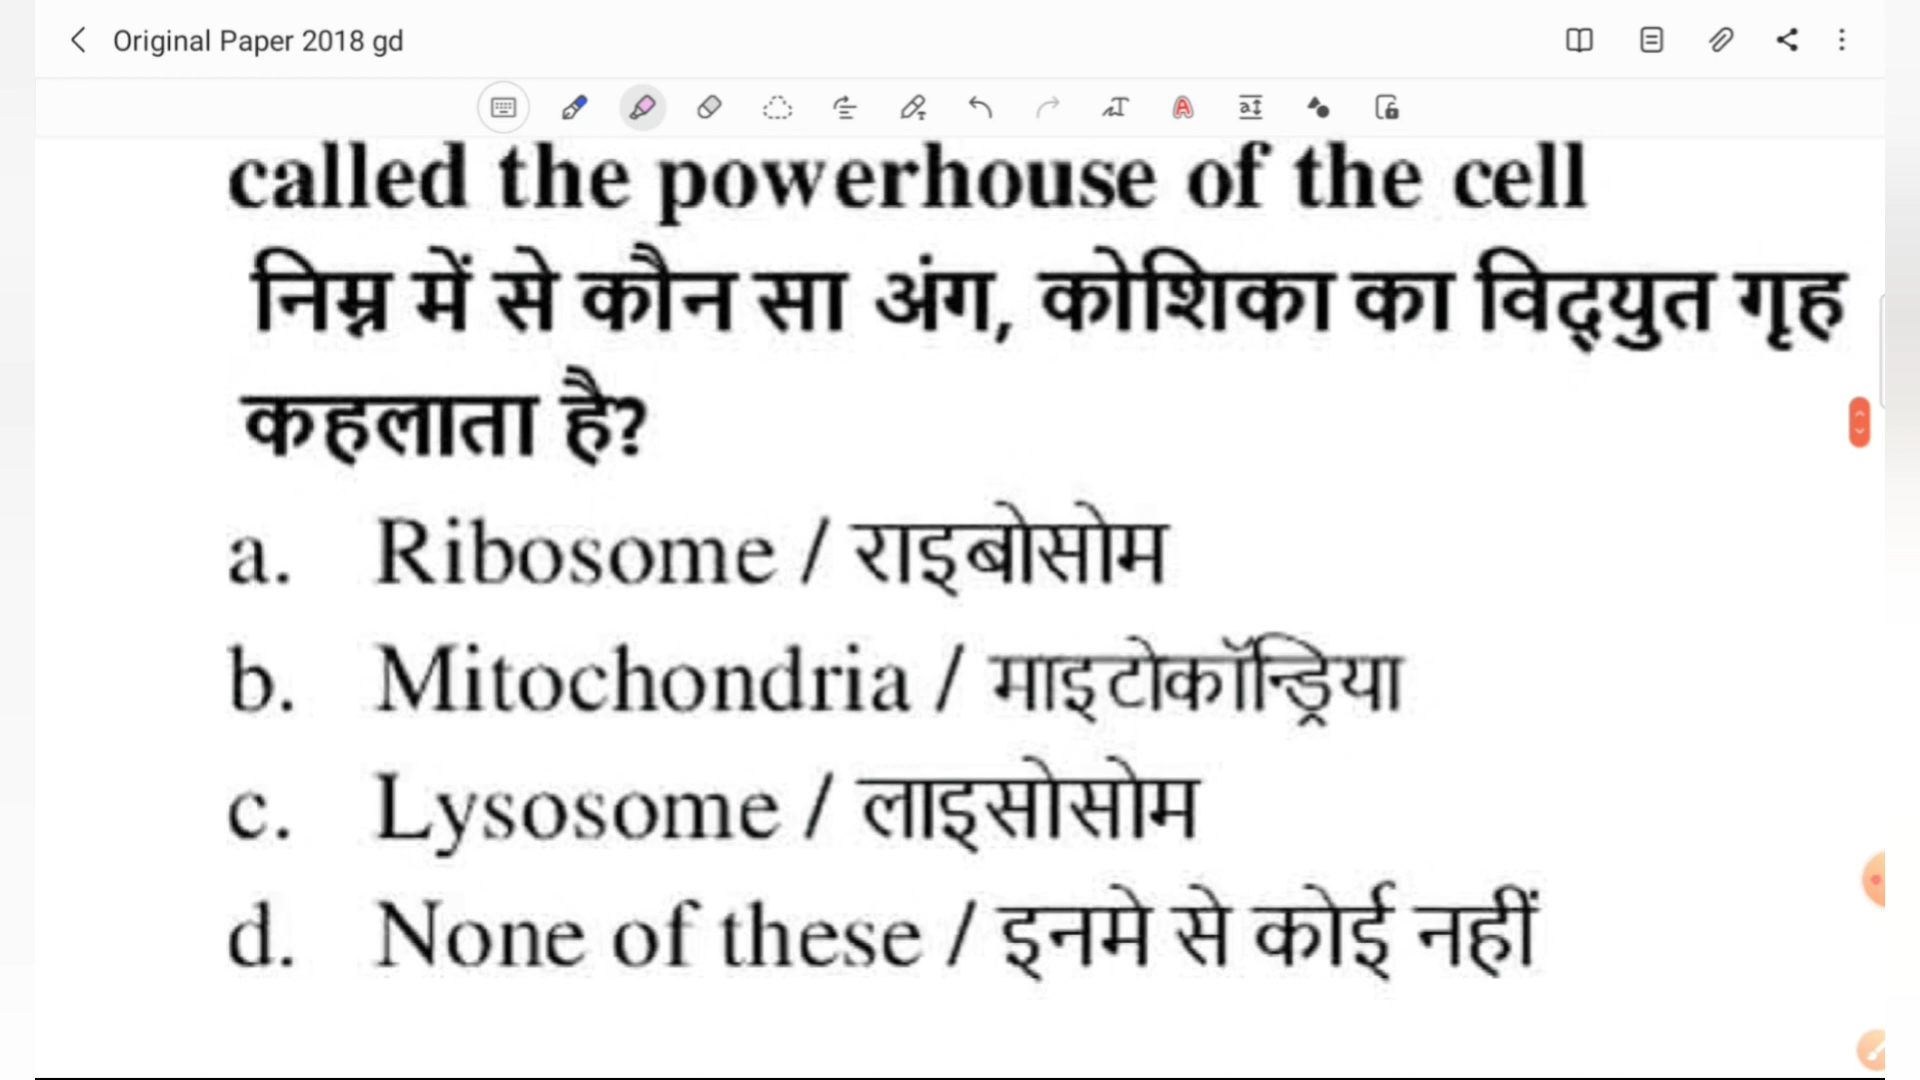 Original Paper 2018 gd
called the powerhouse of the cell
निम्न में से कौन सा अंग, कोशिका का विद्युत गृह
कहलाता है?
a. Ribosome / राइबोसोम
b. Mitochondria / माइटोकॉन्ड्रिया
c. Lysosome / लाइसोसोम
d. None of these / इनमे से कोई नहीं